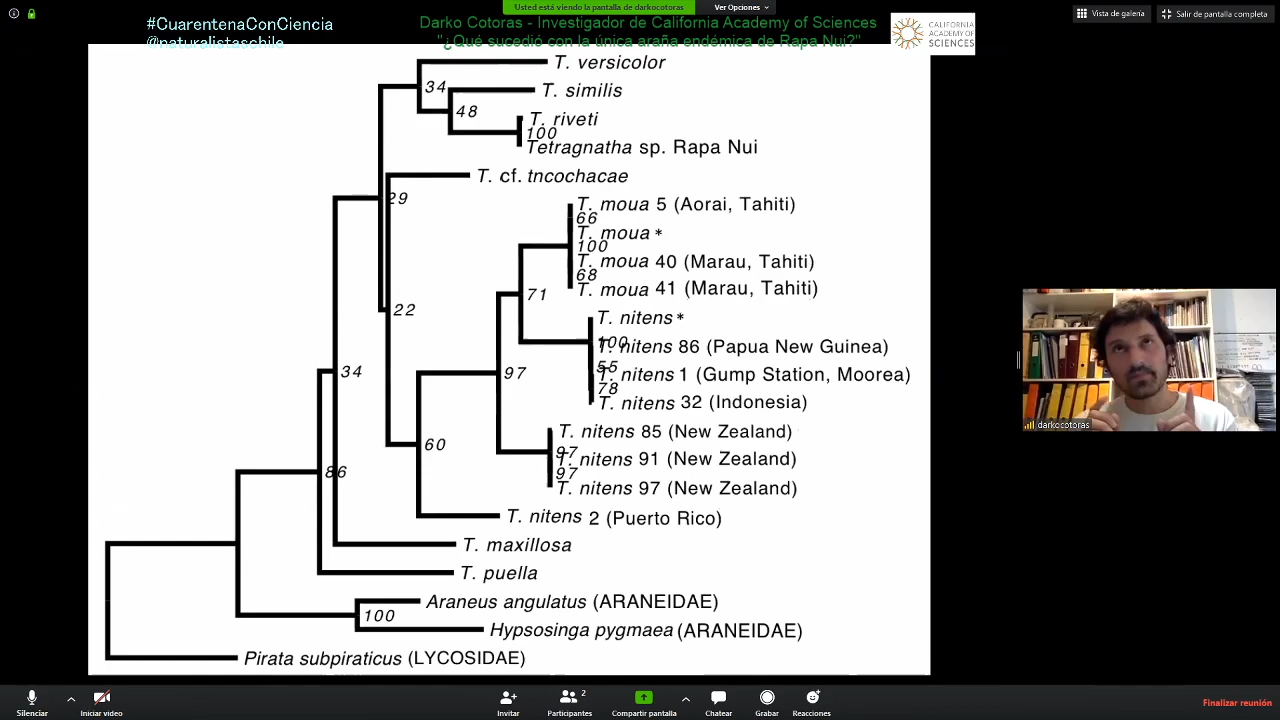 Usted está viendo la pantalla de darkocotoras
Ver Opciones
Vista de galería
Salir de pantalla completa
#CuarentenaConCiencia
@naturalistaschile
Darko Cotoras - Investigador de California Academy of Sciences
"¿Qué sucedió con la única araña endémica de Rapa Nui?"
CALIFORNIA
ACADEMY OF
SCIENCES
T. versicolor
34
T. similis
48
T. riveti
100
Tetragnatha sp. Rapa Nui
T. cf. tncochacae
29
T. moua 5 (Aorai, Tahiti)
66
T. moua *
100
T. moua 40 (Marau, Tahiti)
68
T. moua 41 (Marau, Tahiti)
71
22
T. nitens *
100
T. nitens 86 (Papua New Guinea)
55
T. nitens 1 (Gump Station, Moorea)
78
T. nitens 32 (Indonesia)
34
97
T. nitens 85 (New Zealand)
97
T. nitens 91 (New Zealand)
97
T. nitens 97 (New Zealand)
60
86
T. nitens 2 (Puerto Rico)
T. maxillosa
T. puella
Araneus angulatus (ARANEIDAE)
100
Hypsosinga pygmaea (ARANEIDAE)
Pirata subpiraticus (LYCOSIDAE)
darkocotoras
Silenciar
Iniciar video
Invitar
2
Participantes
Compartir pantalla
Chatear
Grabar
Reacciones
Finalizar reunión